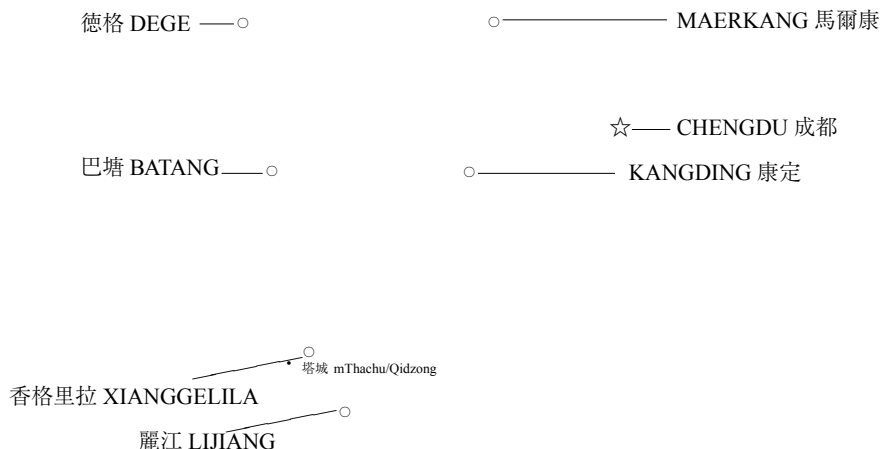 徳格 DEGE
MAERKANG 馬爾康
CHENGDU 成都
巴塘 BATANG
KANGDING 康定
塔城 mThachu/Qidzong
香格里拉 XIANGGELILA
麗江 LIJIANG